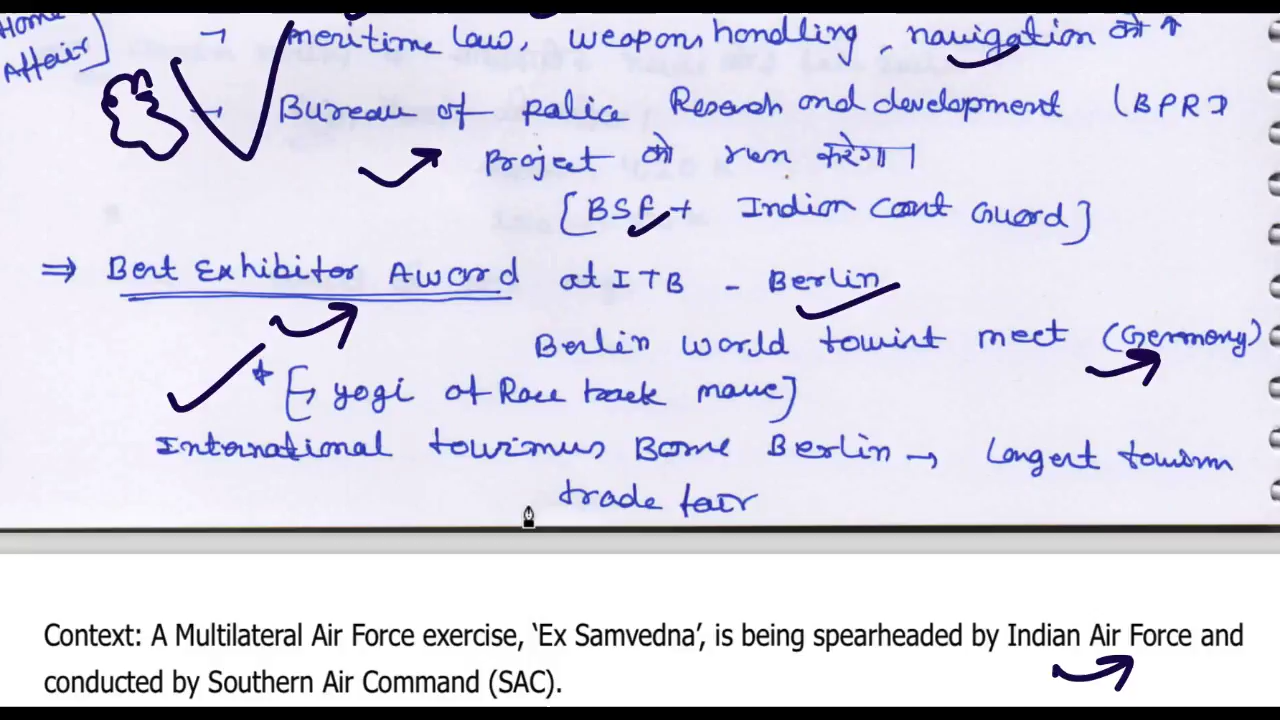 Home
Affair]
→ meritime law, weapons handling, navigation को ↑
→ Bureau of police Research and development (BPRD
Project को run करेगा।
[BSF + Indian Coast Guard]
⇒ Best Exhibitor Award at ITB - Berlin
Berlin world tourist meet (Germany)
* [→ yogi of Race track
International tourismus Borse Berlin → Largest tourism
trade fair
Context: A Multilateral Air Force exercise, ‘Ex Samvedna’, is being spearheaded by Indian Air Force and
conducted by Southern Air Command (SAC).